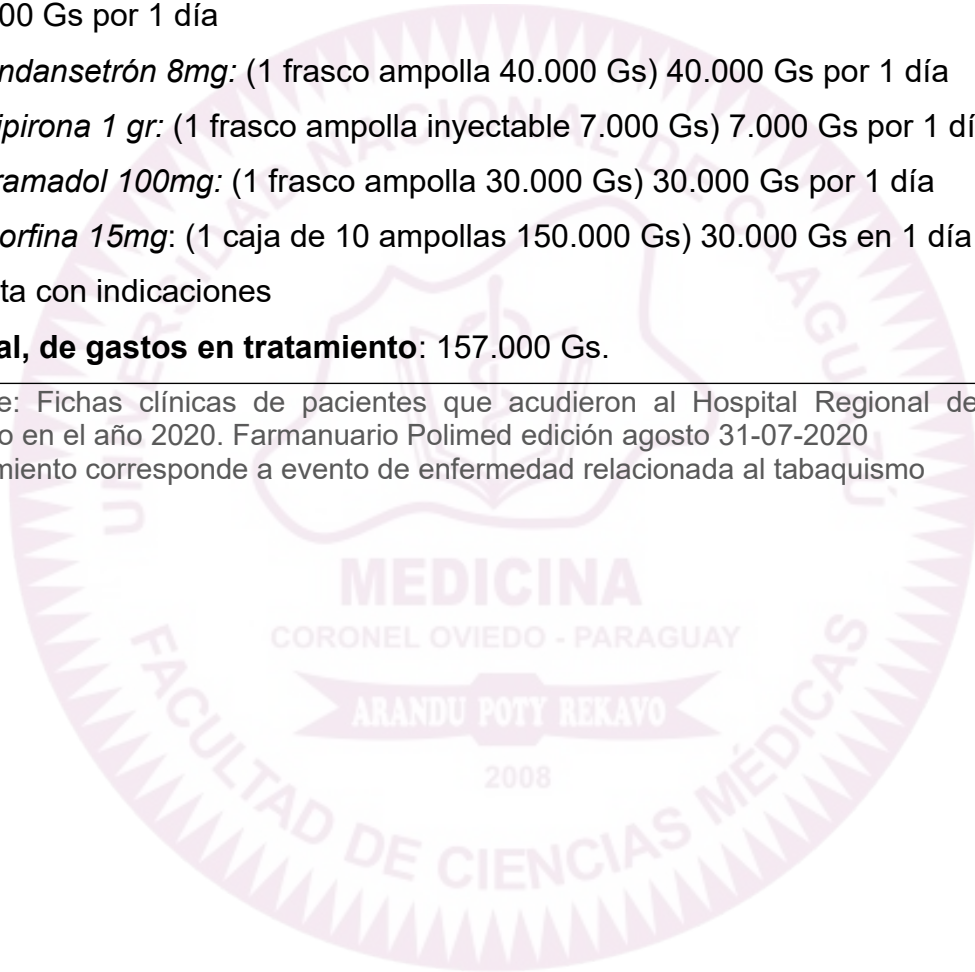 00 Gs por 1 día
ndansetrón 8mg: (1 frasco ampolla 40.000 Gs) 40.000 Gs por 1 día
ipirona 1 gr: (1 frasco ampolla inyectable 7.000 Gs) 7.000 Gs por 1 dí
ramadol 100mg: (1 frasco ampolla 30.000 Gs) 30.000 Gs por 1 día
orfina 15mg: (1 caja de 10 ampollas 150.000 Gs) 30.000 Gs en 1 día
ta con indicaciones
al, de gastos en tratamiento: 157.000 Gs.
e: Fichas clínicas de pacientes que acudieron al Hospital Regional de
o en el año 2020. Farmanuario Polimed edición agosto 31-07-2020
miento corresponde a evento de enfermedad relacionada al tabaquismo
UNIVERSIDAD NACIONAL DE CAAGUAZÚ
MEDICINA
CORONEL OVIEDO - PARAGUAY
ARANDU POTY REKAVO
2008
FACULTAD DE CIENCIAS MÉDICAS